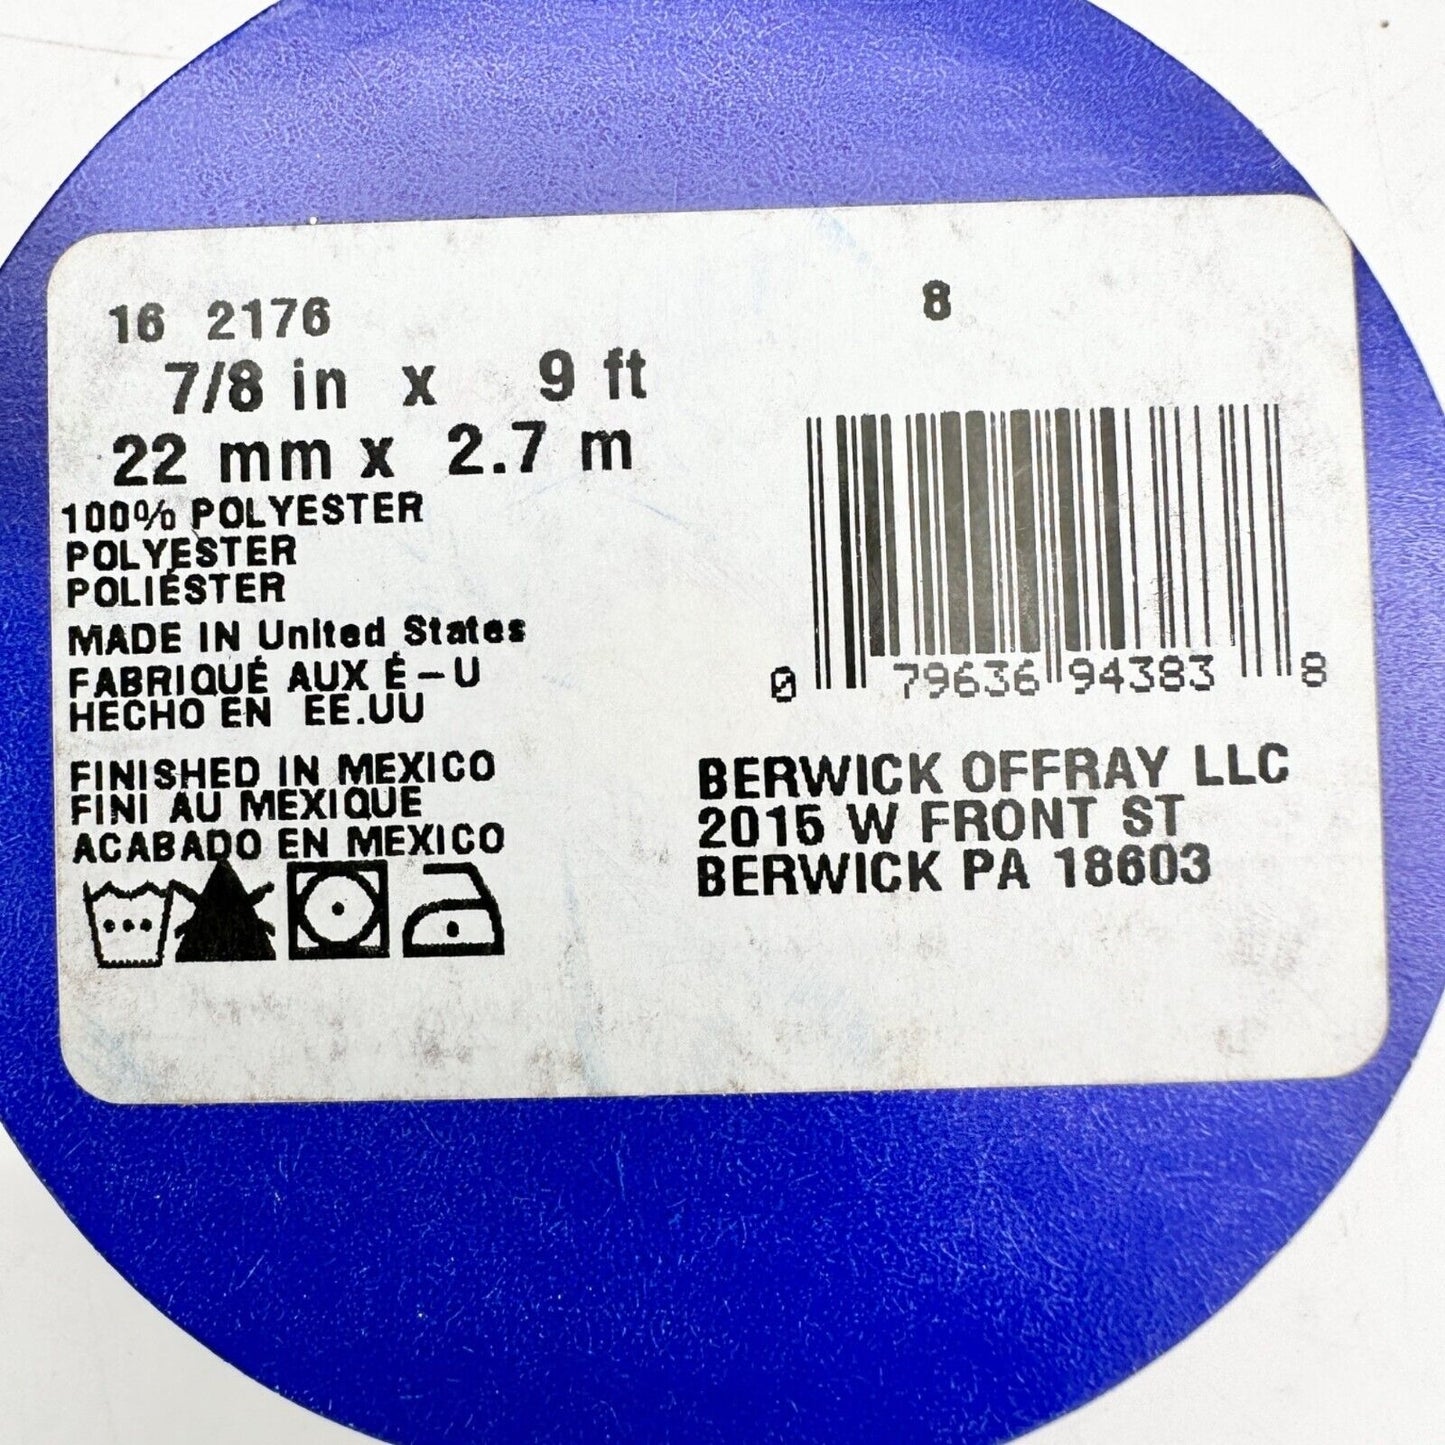 16 2176
8
7/8 in x 9 ft
22 mm x 2.7 m
100% POLYESTER
POLYESTER
POLIÉSTER
MADE IN United States
FABRIQUÉ AUX É-U
HECHO EN EE.UU
FINISHED IN MEXICO
FINI AU MEXIQUE
ACABADO EN MEXICO
0 79636 94383 8
BERWICK OFFRAY LLC
2015 W FRONT ST
BERWICK PA 18603